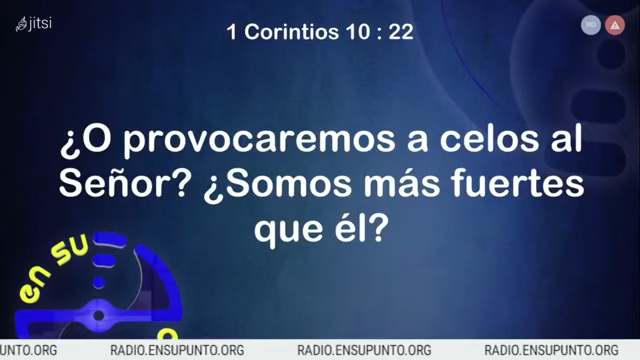 jitsi
1 Corintios 10 : 22
HD
¿O provocaremos a celos al
Señor? ¿Somos más fuertes
que él?
en su
UNTO.ORG RADIO.ENSUPUNTO.ORG RADIO.ENSUPUNTO.ORG RADIO.ENSUPUNTO.ORG